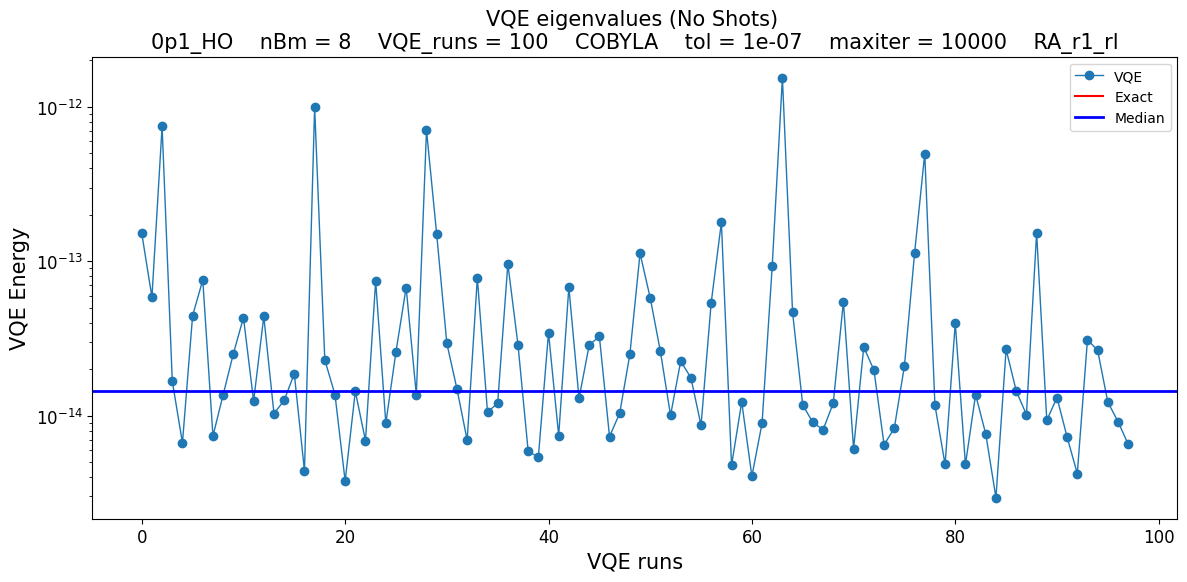 VQE eigenvalues (No Shots)
0p1_HO nBm = 8 VQE_runs = 100 COBYLA tol = 1e-07 maxiter = 10000 RA_r1_rl
VQE
Exact
Median
VQE Energy
10⁻¹²
10⁻¹³
10⁻¹⁴
0 20 40 60 80 100
VQE runs